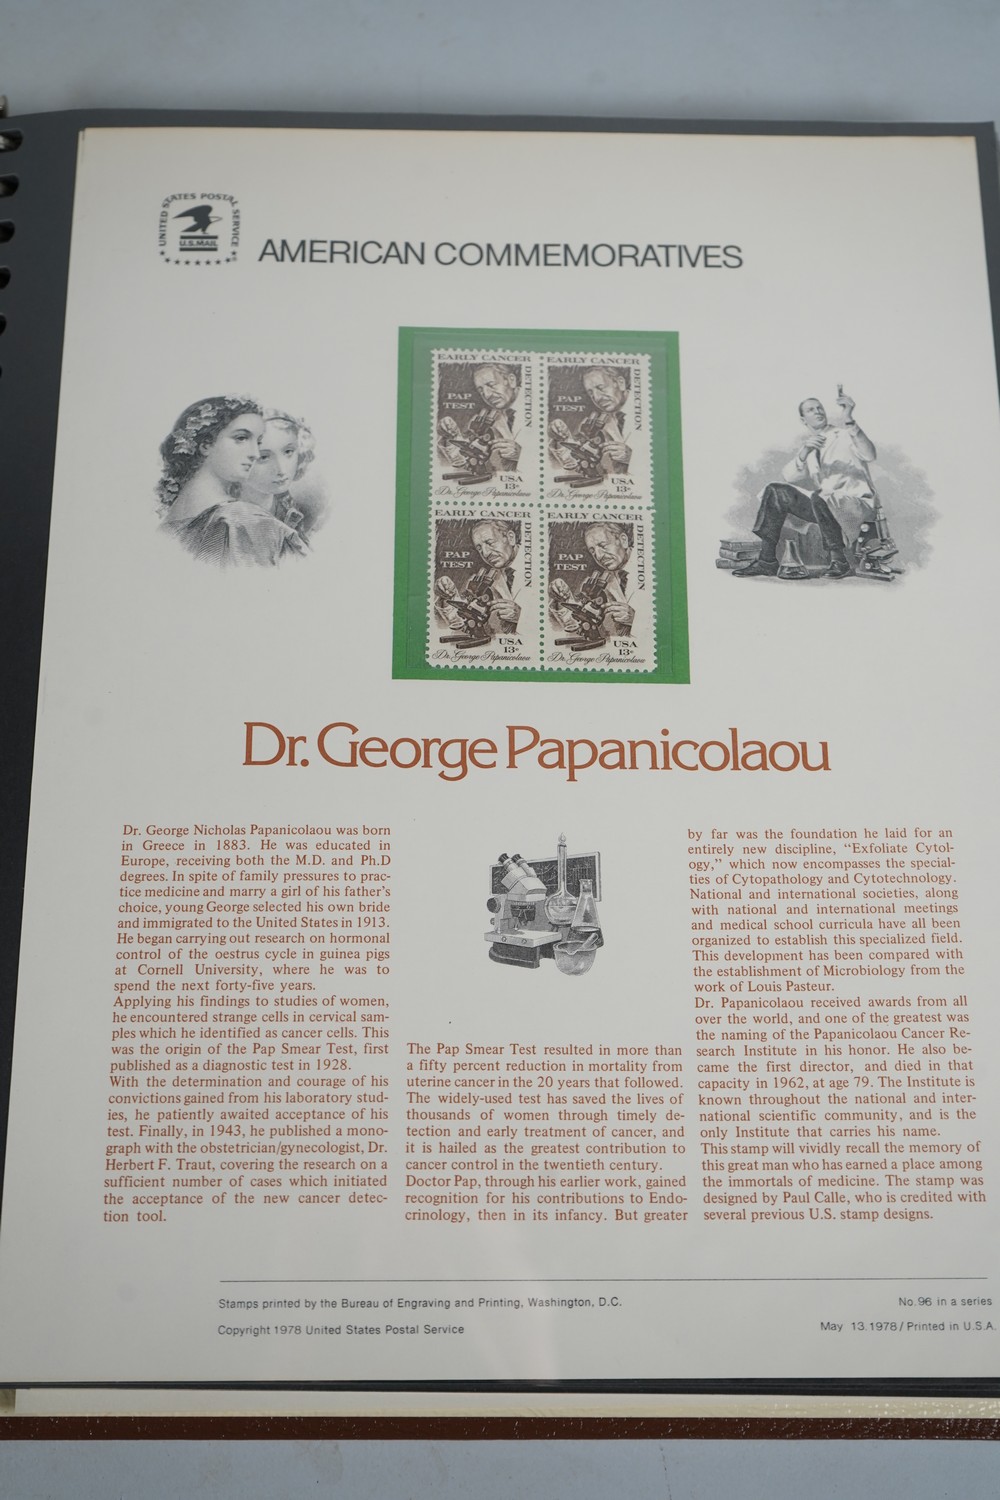 UNITED STATES POSTAL SERVICE
U.S.MAIL
AMERICAN COMMEMORATIVES
EARLY CANCER
DETECTION
PAP
TEST
USA
13c
Dr. George Papanicolaou
EARLY CANCER
DETECTION
PAP
TEST
USA
13c
Dr. George Papanicolaou
EARLY CANCER
DETECTION
PAP
TEST
USA
13c
Dr. George Papanicolaou
EARLY CANCER
DETECTION
PAP
TEST
USA
13c
Dr. George Papanicolaou
Dr. George Papanicolaou
Dr. George Nicholas Papanicolaou was born
in Greece in 1883. He was educated in
Europe, receiving both the M.D. and Ph.D
degrees. In spite of family pressures to prac-
tice medicine and marry a girl of his father's
choice, young George selected his own bride
and immigrated to the United States in 1913.
He began carrying out research on hormonal
control of the oestrus cycle in guinea pigs
at Cornell University, where he was to
spend the next forty-five years.
Applying his findings to studies of women,
he encountered strange cells in cervical sam-
ples which he identified as cancer cells. This
was the origin of the Pap Smear Test, first
published as a diagnostic test in 1928.
With the determination and courage of his
convictions gained from his laboratory stud-
ies, he patiently awaited acceptance of his
test. Finally, in 1943, he published a mono-
graph with the obstetrician/gynecologist, Dr.
Herbert F. Traut, covering the research on a
sufficient number of cases which initiated
the acceptance of the new cancer detec-
tion tool.
The Pap Smear Test resulted in more than
a fifty percent reduction in mortality from
uterine cancer in the 20 years that followed.
The widely-used test has saved the lives of
thousands of women through timely de-
tection and early treatment of cancer, and
it is hailed as the greatest contribution to
cancer control in the twentieth century.
Doctor Pap, through his earlier work, gained
recognition for his contributions to Endo-
crinology, then in its infancy. But greater
by far was the foundation he laid for an
entirely new discipline, "Exfoliate Cytol-
ogy," which now encompasses the special-
ties of Cytopathology and Cytotechnology.
National and international societies, along
with national and international meetings
and medical school curricula have all been
organized to establish this specialized field.
This development has been compared with
the establishment of Microbiology from the
work of Louis Pasteur.
Dr. Papanicolaou received awards from all
over the world, and one of the greatest was
the naming of the Papanicolaou Cancer Re-
search Institute in his honor. He also be-
came the first director, and died in that
capacity in 1962, at age 79. The Institute is
known throughout the national and inter-
national scientific community, and is the
only Institute that carries his name.
This stamp will vividly recall the memory of
this great man who has earned a place among
the immortals of medicine. The stamp was
designed by Paul Calle, who is credited with
several previous U.S. stamp designs.
Stamps printed by the Bureau of Engraving and Printing, Washington, D.C.
No.96 in a series
Copyright 1978 United States Postal Service
May 13.1978/Printed in U.S.A.